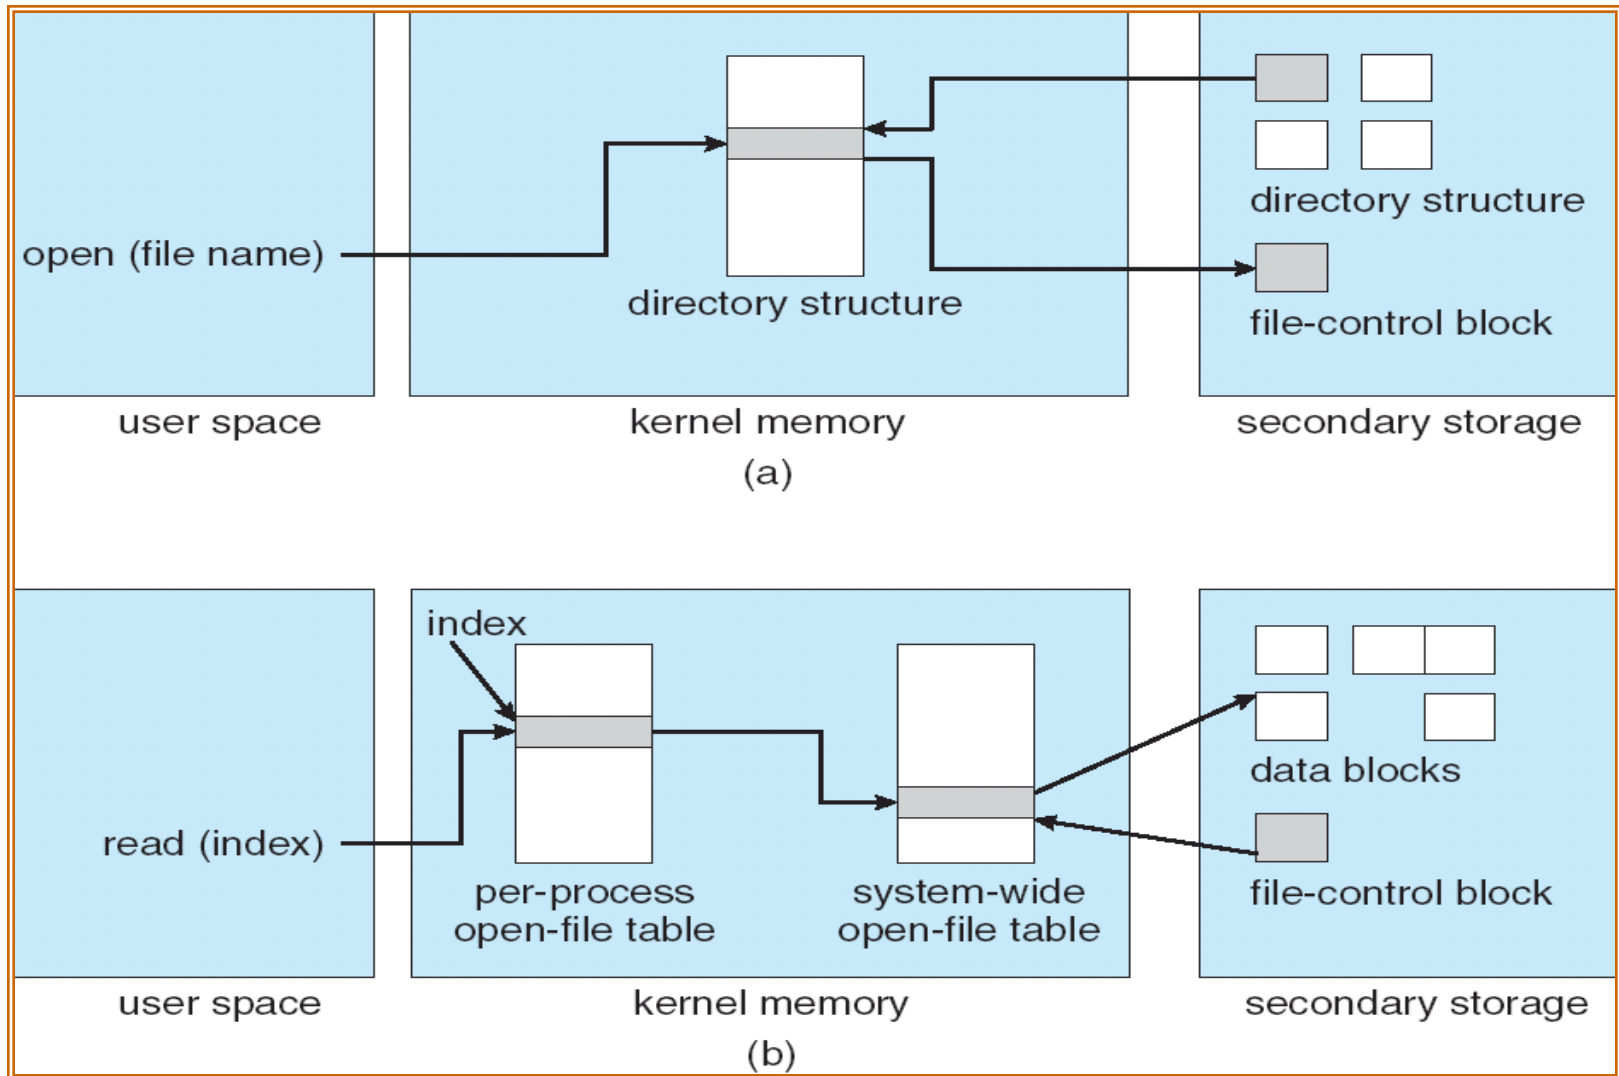 open (file name)
directory structure
directory structure
file-control block
user space
kernel memory
secondary storage
(a)
index
read (index)
per-process
open-file table
system-wide
open-file table
data blocks
file-control block
user space
kernel memory
secondary storage
(b)